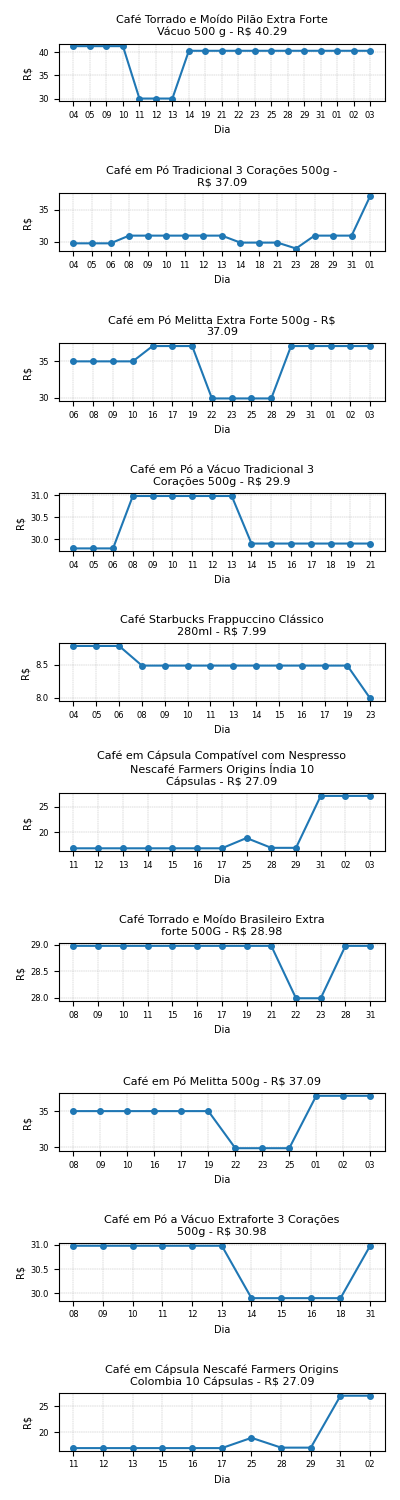 Café Torrado e Moído Pilão Extra Forte
Vácuo 500 g - R$ 40.29
40
35
30
R$
04 05 09 10 11 12 13 14 19 21 22 23 25 28 29 31 01 02 03
Dia
Café em Pó Tradicional 3 Corações 500g -
R$ 37.09
35
30
R$
04 05 06 08 09 10 11 12 13 14 18 21 23 28 29 31 01
Dia
Café em Pó Melitta Extra Forte 500g - R$
37.09
35
30
R$
06 08 09 10 16 17 19 22 23 25 28 29 31 01 02 03
Dia
Café em Pó a Vácuo Tradicional 3
Corações 500g - R$ 29.9
31.0
30.5
30.0
R$
04 05 06 08 09 10 11 12 13 14 15 16 17 18 19 21
Dia
Café Starbucks Frappuccino Clássico
280ml - R$ 7.99
8.5
8.0
R$
04 05 06 08 09 10 11 13 14 15 16 17 19 23
Dia
Café em Cápsula Compatível com Nespresso
Nescafé Farmers Origins Índia 10
Cápsulas - R$ 27.09
25
20
R$
11 12 13 14 15 16 17 25 28 29 31 02 03
Dia
Café Torrado e Moído Brasileiro Extra
forte 500G - R$ 28.98
29.0
28.5
28.0
R$
08 09 10 11 15 16 17 19 21 22 23 28 31
Dia
Café em Pó Melitta 500g - R$ 37.09
35
30
R$
08 09 10 16 17 19 22 23 25 01 02 03
Dia
Café em Pó a Vácuo Extraforte 3 Corações
500g - R$ 30.98
31.0
30.5
30.0
R$
08 09 10 11 12 13 14 15 16 18 31
Dia
Café em Cápsula Nescafé Farmers Origins
Colombia 10 Cápsulas - R$ 27.09
25
20
R$
11 12 13 15 16 17 25 28 29 31 02
Dia